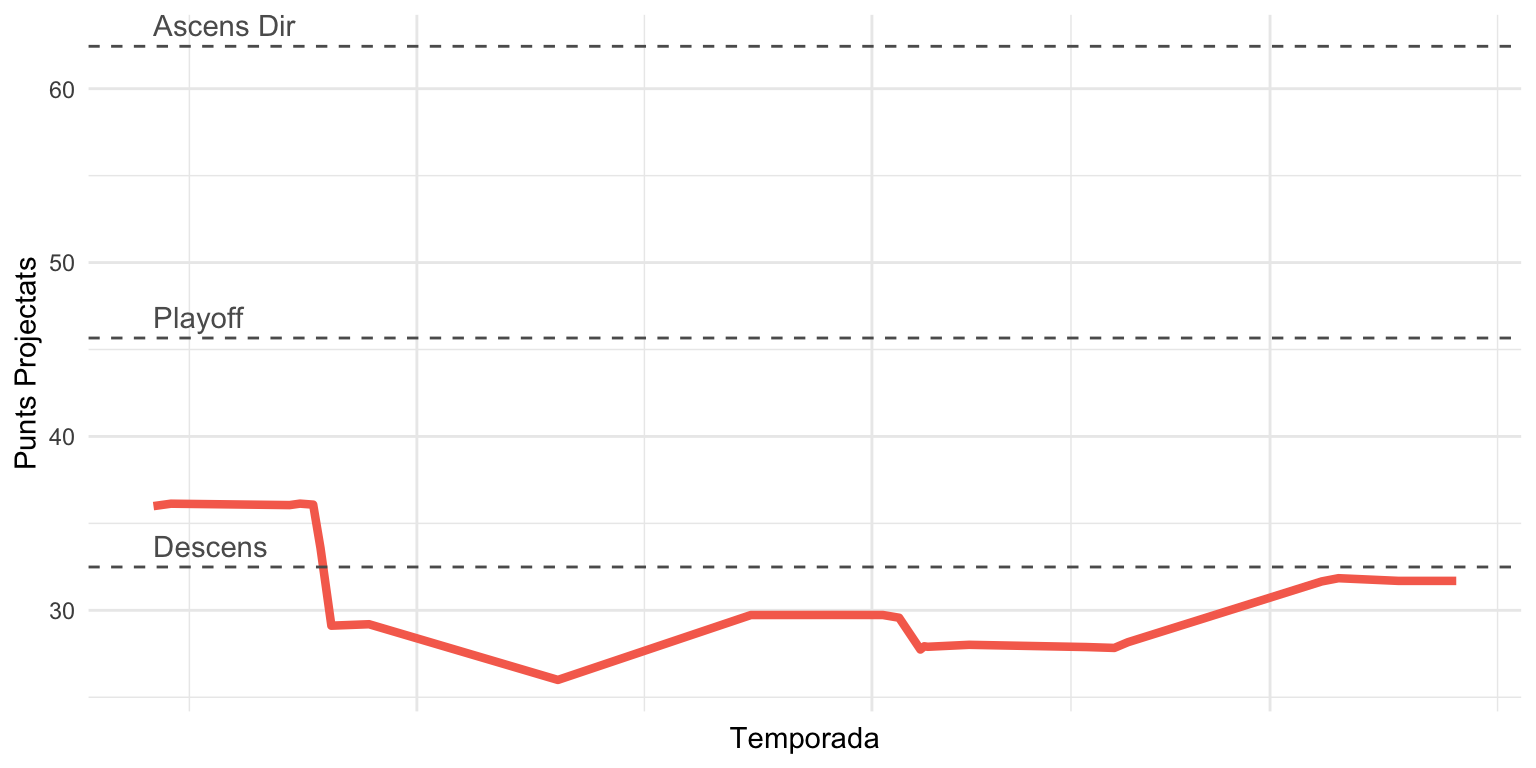 Ascens Dir
60
50
Playoff
Punts Projectats
40
Descens
30
Temporada